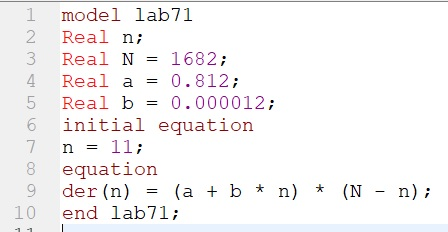 1 model lab71
2 Real n;
3 Real N = 1682;
4 Real a = 0.812;
5 Real b = 0.000012;
6 initial equation
7 n = 11;
8 equation
9 der(n) = (a + b * n) * (N - n);
10 end lab71;
11